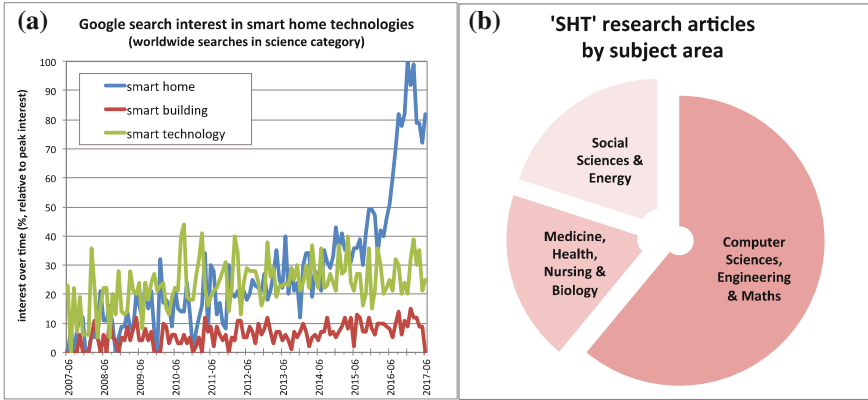 (a)
Google search interest in smart home technologies
(worldwide searches in science category)
interest over time (%, relative to peak interest)
100
90
80
70
60
50
40
30
20
10
0
smart home
smart building
smart technology
2007-06
2008-06
2009-06
2010-06
2011-06
2012-06
2013-06
2014-06
2015-06
2016-06
2017-06
(b)
'SHT' research articles
by subject area
Social
Sciences &
Energy
Medicine,
Health,
Nursing &
Biology
Computer
Sciences,
Engineering
& Maths